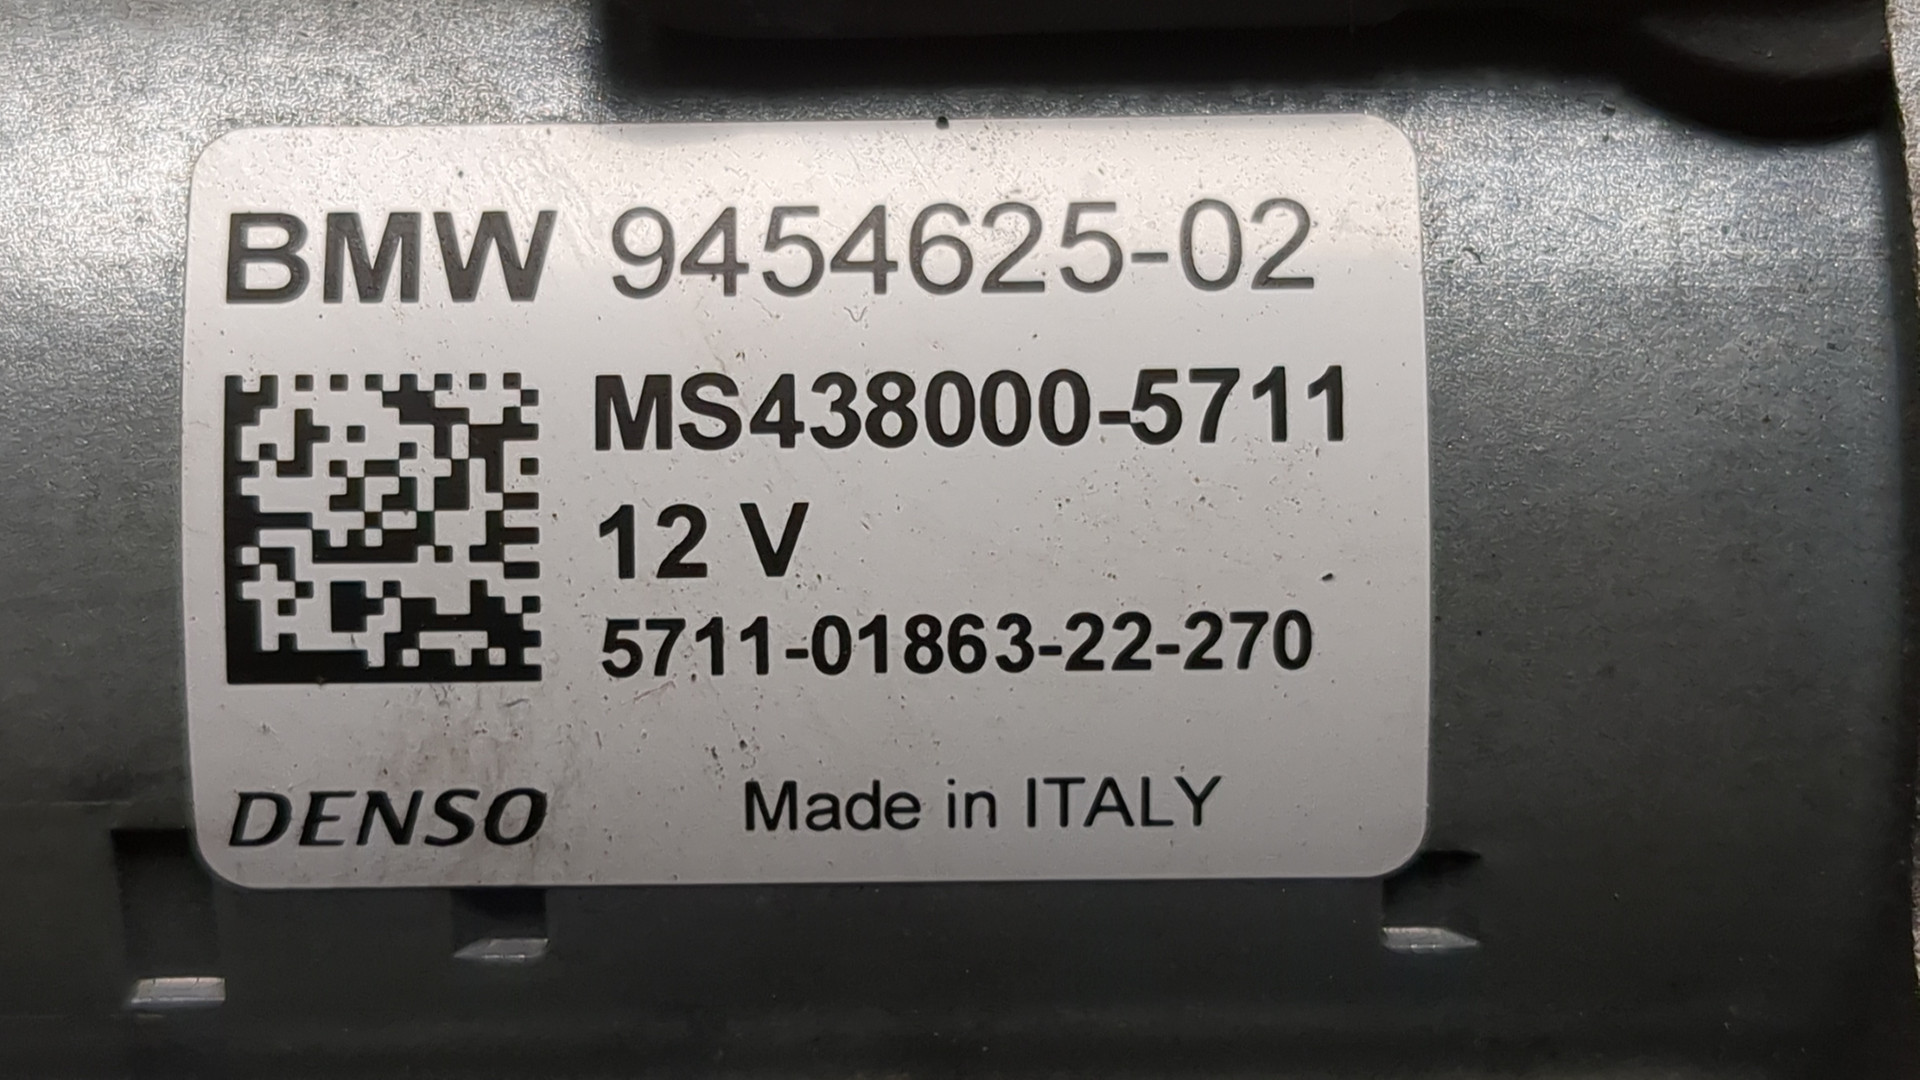 BMW 9454625-02
MS438000-5711
12 V
5711-01863-22-270
DENSO Made in ITALY